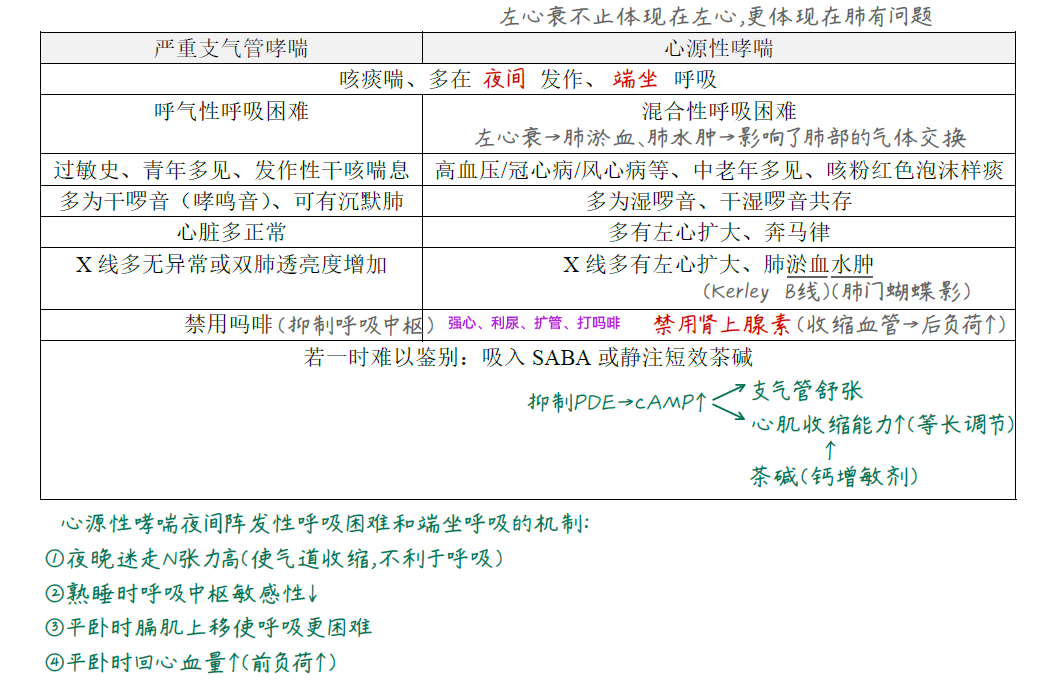 左心衰不止体现在左心,更体现在肺有问题
严重支气管哮喘 心源性哮喘
咳痰喘、多在 夜间 发作、 端坐 呼吸
呼气性呼吸困难 混合性呼吸困难
左心衰→肺淤血、肺水肿→影响了肺部的气体交换
过敏史、青年多见、发作性干咳喘息 高血压/冠心病/风心病等、中老年多见、咳粉红色泡沫样痰
多为干啰音（哮鸣音）、可有沉默肺 多为湿啰音、干湿啰音共存
心脏多正常 多有左心扩大、奔马律
X 线多无异常或双肺透亮度增加 X 线多有左心扩大、肺淤血水肿
(Kerley B线)(肺门蝴蝶影)
禁用吗啡(抑制呼吸中枢) 强心、利尿、扩管、打吗啡 禁用肾上腺素(收缩血管→后负荷↑)
若一时难以鉴别：吸入 SABA 或静注短效茶碱
支气管舒张
抑制PDE→cAMP↑
心肌收缩能力↑(等长调节)
↑
茶碱(钙增敏剂)
心源性哮喘夜间阵发性呼吸困难和端坐呼吸的机制:
①夜晚迷走N张力高(使气道收缩,不利于呼吸)
②熟睡时呼吸中枢敏感性↓
③平卧时膈肌上移使呼吸更困难
④平卧时回心血量↑(前负荷↑)